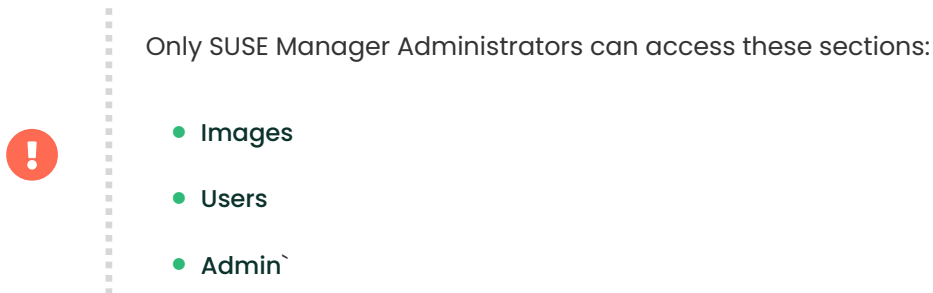 Only SUSE Manager Administrators can access these sections:
Images
Users
Admin`